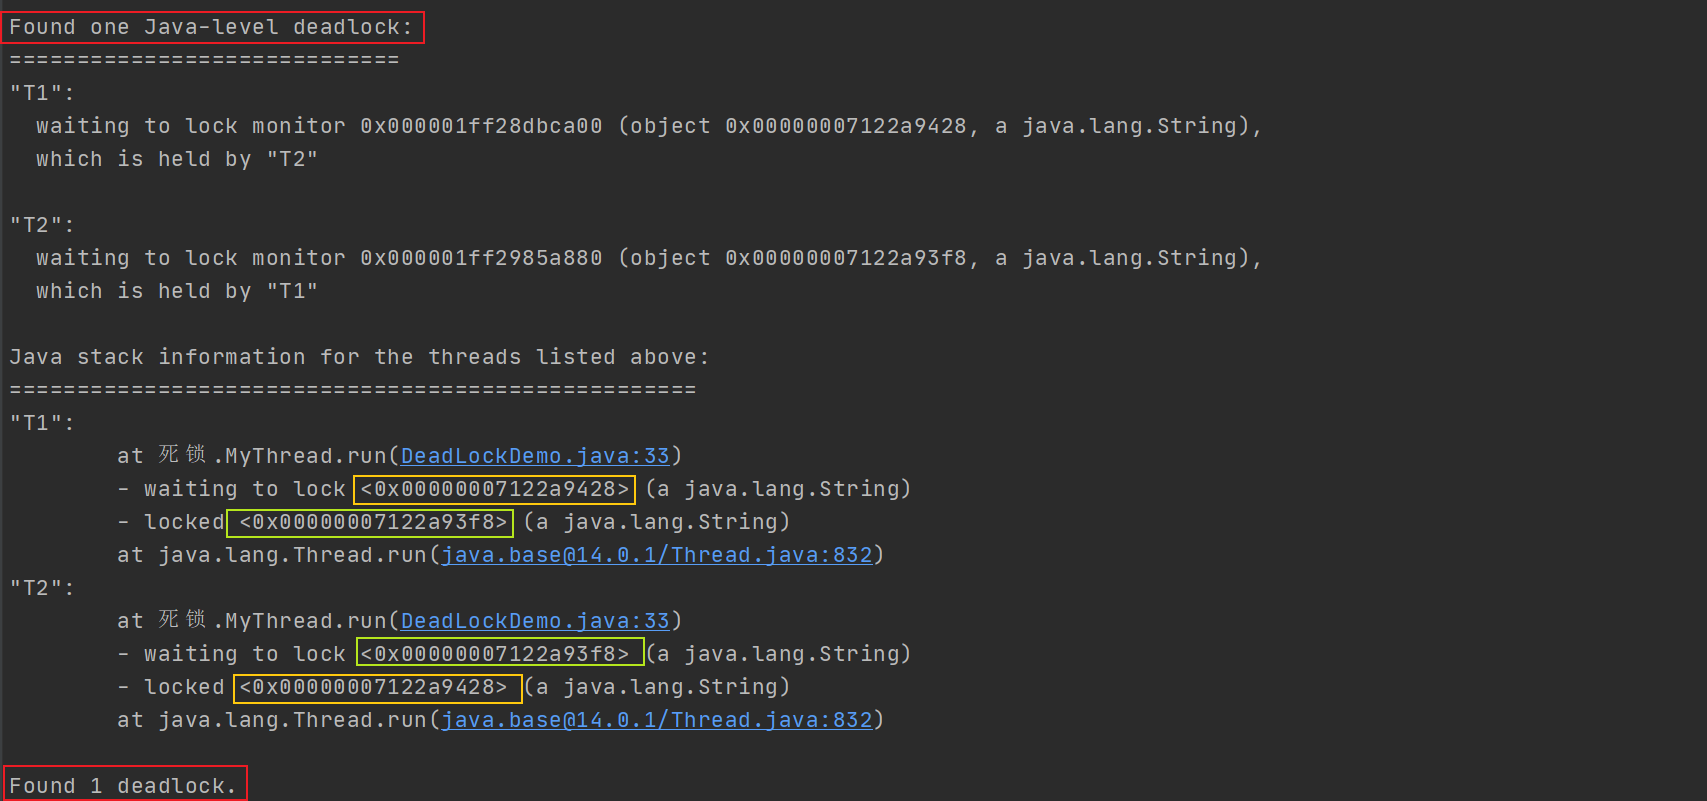 Found one Java-level deadlock:
=============================
"T1":
  waiting to lock monitor 0x000001ff28dbca00 (object 0x00000007122a9428, a java.lang.String),
  which is held by "T2"

"T2":
  waiting to lock monitor 0x000001ff2985a880 (object 0x00000007122a93f8, a java.lang.String),
  which is held by "T1"

Java stack information for the threads listed above:
===================================================
"T1":
        at 死锁.MyThread.run(DeadLockDemo.java:33)
        - waiting to lock <0x00000007122a9428> (a java.lang.String)
        - locked <0x00000007122a93f8> (a java.lang.String)
        at java.lang.Thread.run(java.base@14.0.1/Thread.java:832)
"T2":
        at 死锁.MyThread.run(DeadLockDemo.java:33)
        - waiting to lock <0x00000007122a93f8> (a java.lang.String)
        - locked <0x00000007122a9428> (a java.lang.String)
        at java.lang.Thread.run(java.base@14.0.1/Thread.java:832)

Found 1 deadlock.